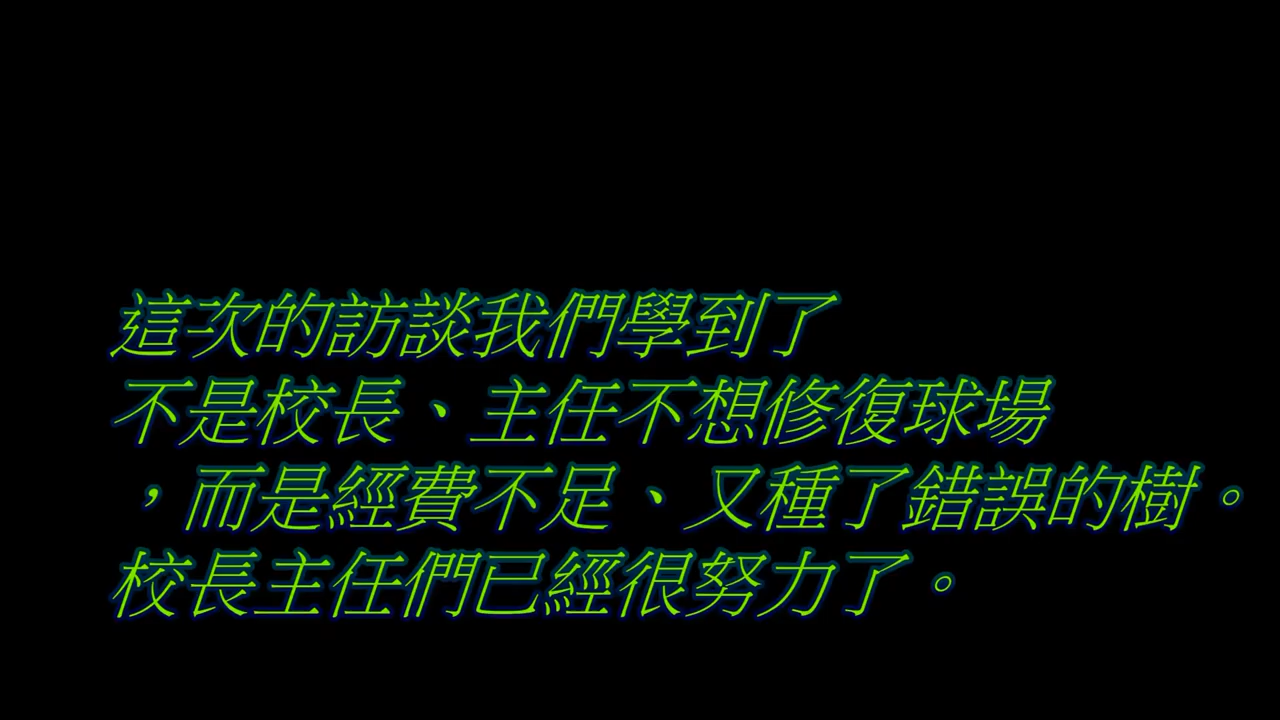 這次的訪談我們學到了
不是校長、主任不想修復球場
，而是經費不足、又種了錯誤的樹。
校長主任們已經很努力了。